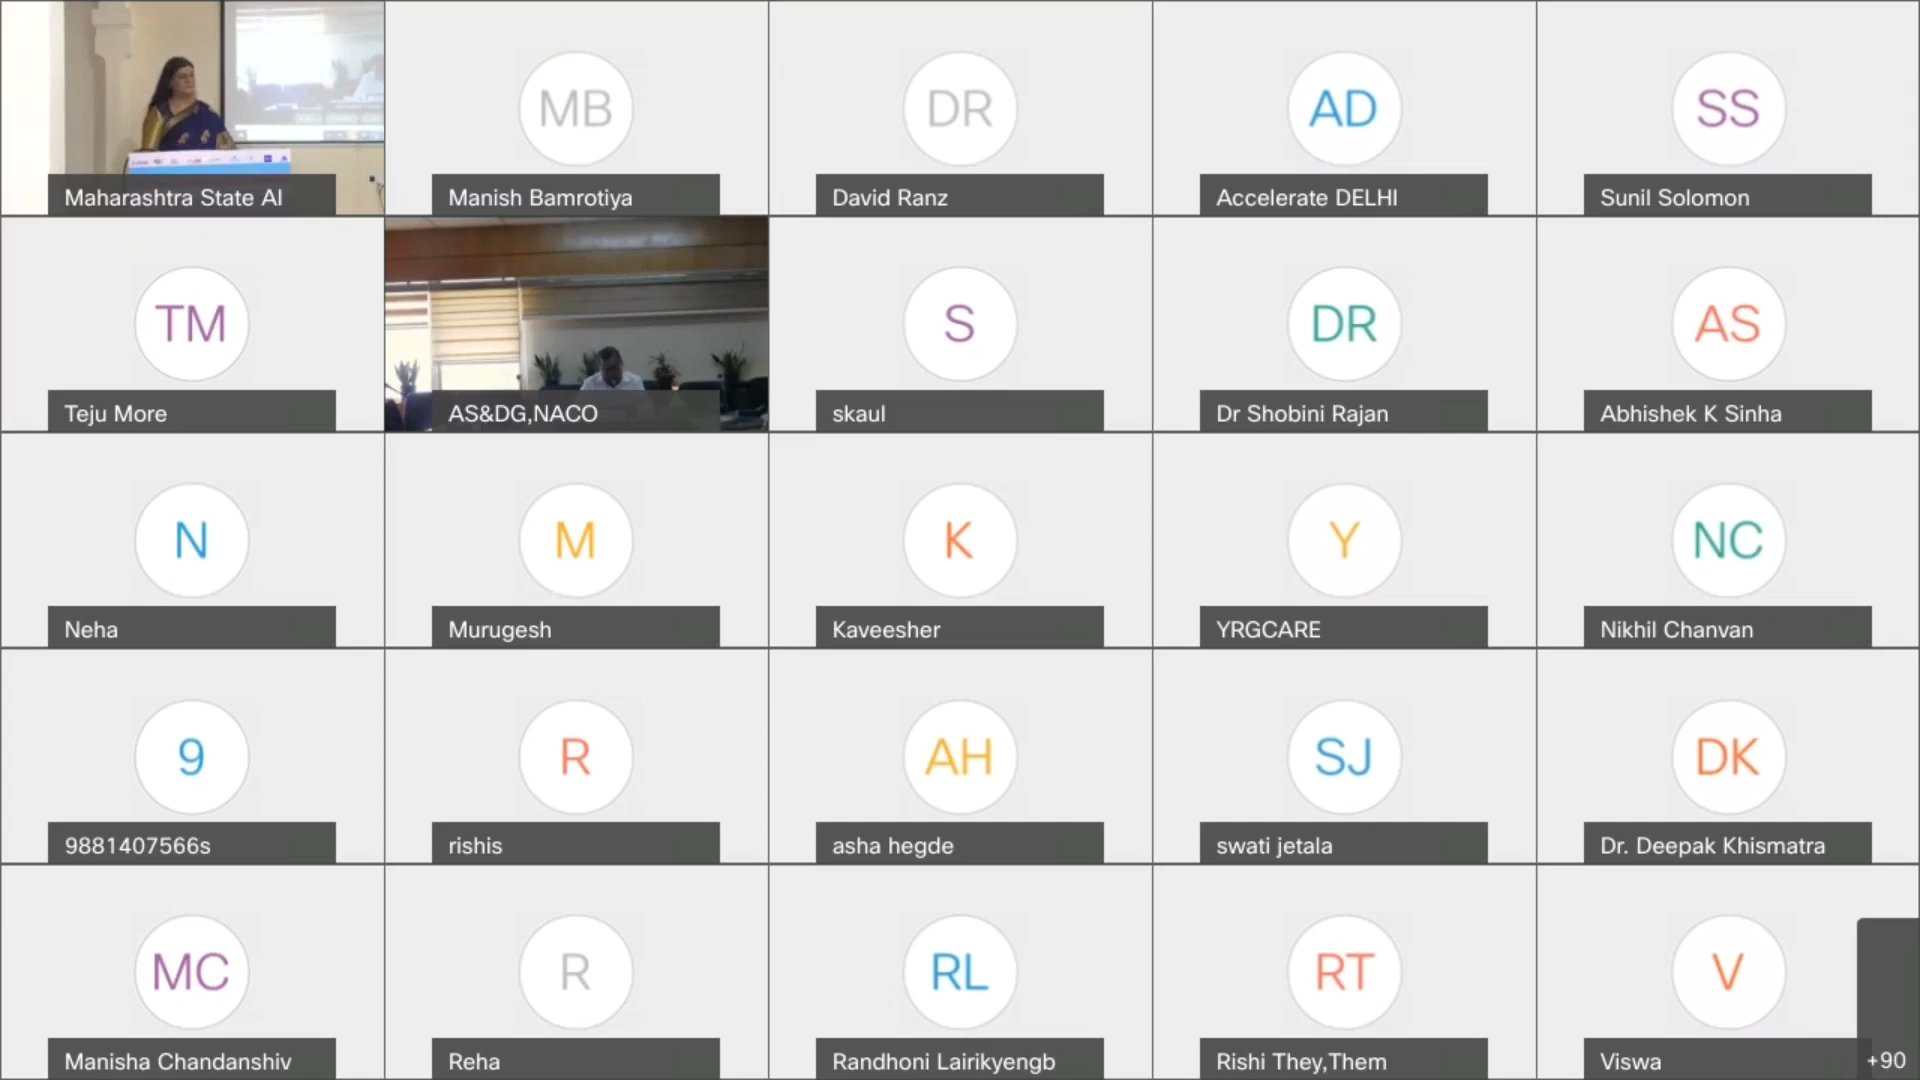 Maharashtra State AI
MB
Manish Bamrotiya
DR
David Ranz
AD
Accelerate DELHI
SS
Sunil Solomon
TM
Teju More
AS&DG,NACO
S
skaul
DR
Dr Shobini Rajan
AS
Abhishek K Sinha
N
Neha
M
Murugesh
K
Kaveesher
Y
YRGCARE
NC
Nikhil Chanvan
9
9881407566s
R
rishis
AH
asha hegde
SJ
swati jetala
DK
Dr. Deepak Khismatra
MC
Manisha Chandanshiv
R
Reha
RL
Randhoni Lairikyengb
RT
Rishi They,Them
V
Viswa
+90